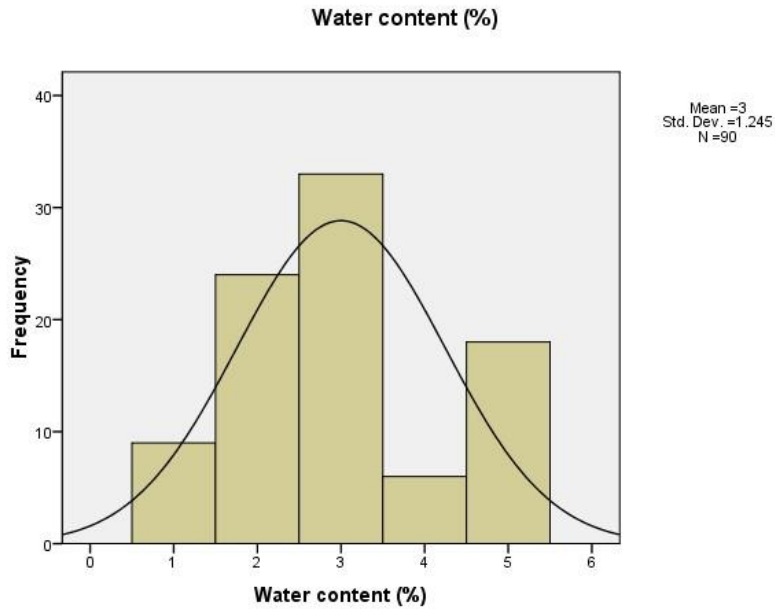 Water content (%)
Mean =3
Std. Dev. =1.245
N =90
Frequency
40
30
20
10
0
0 1 2 3 4 5 6
Water content (%)